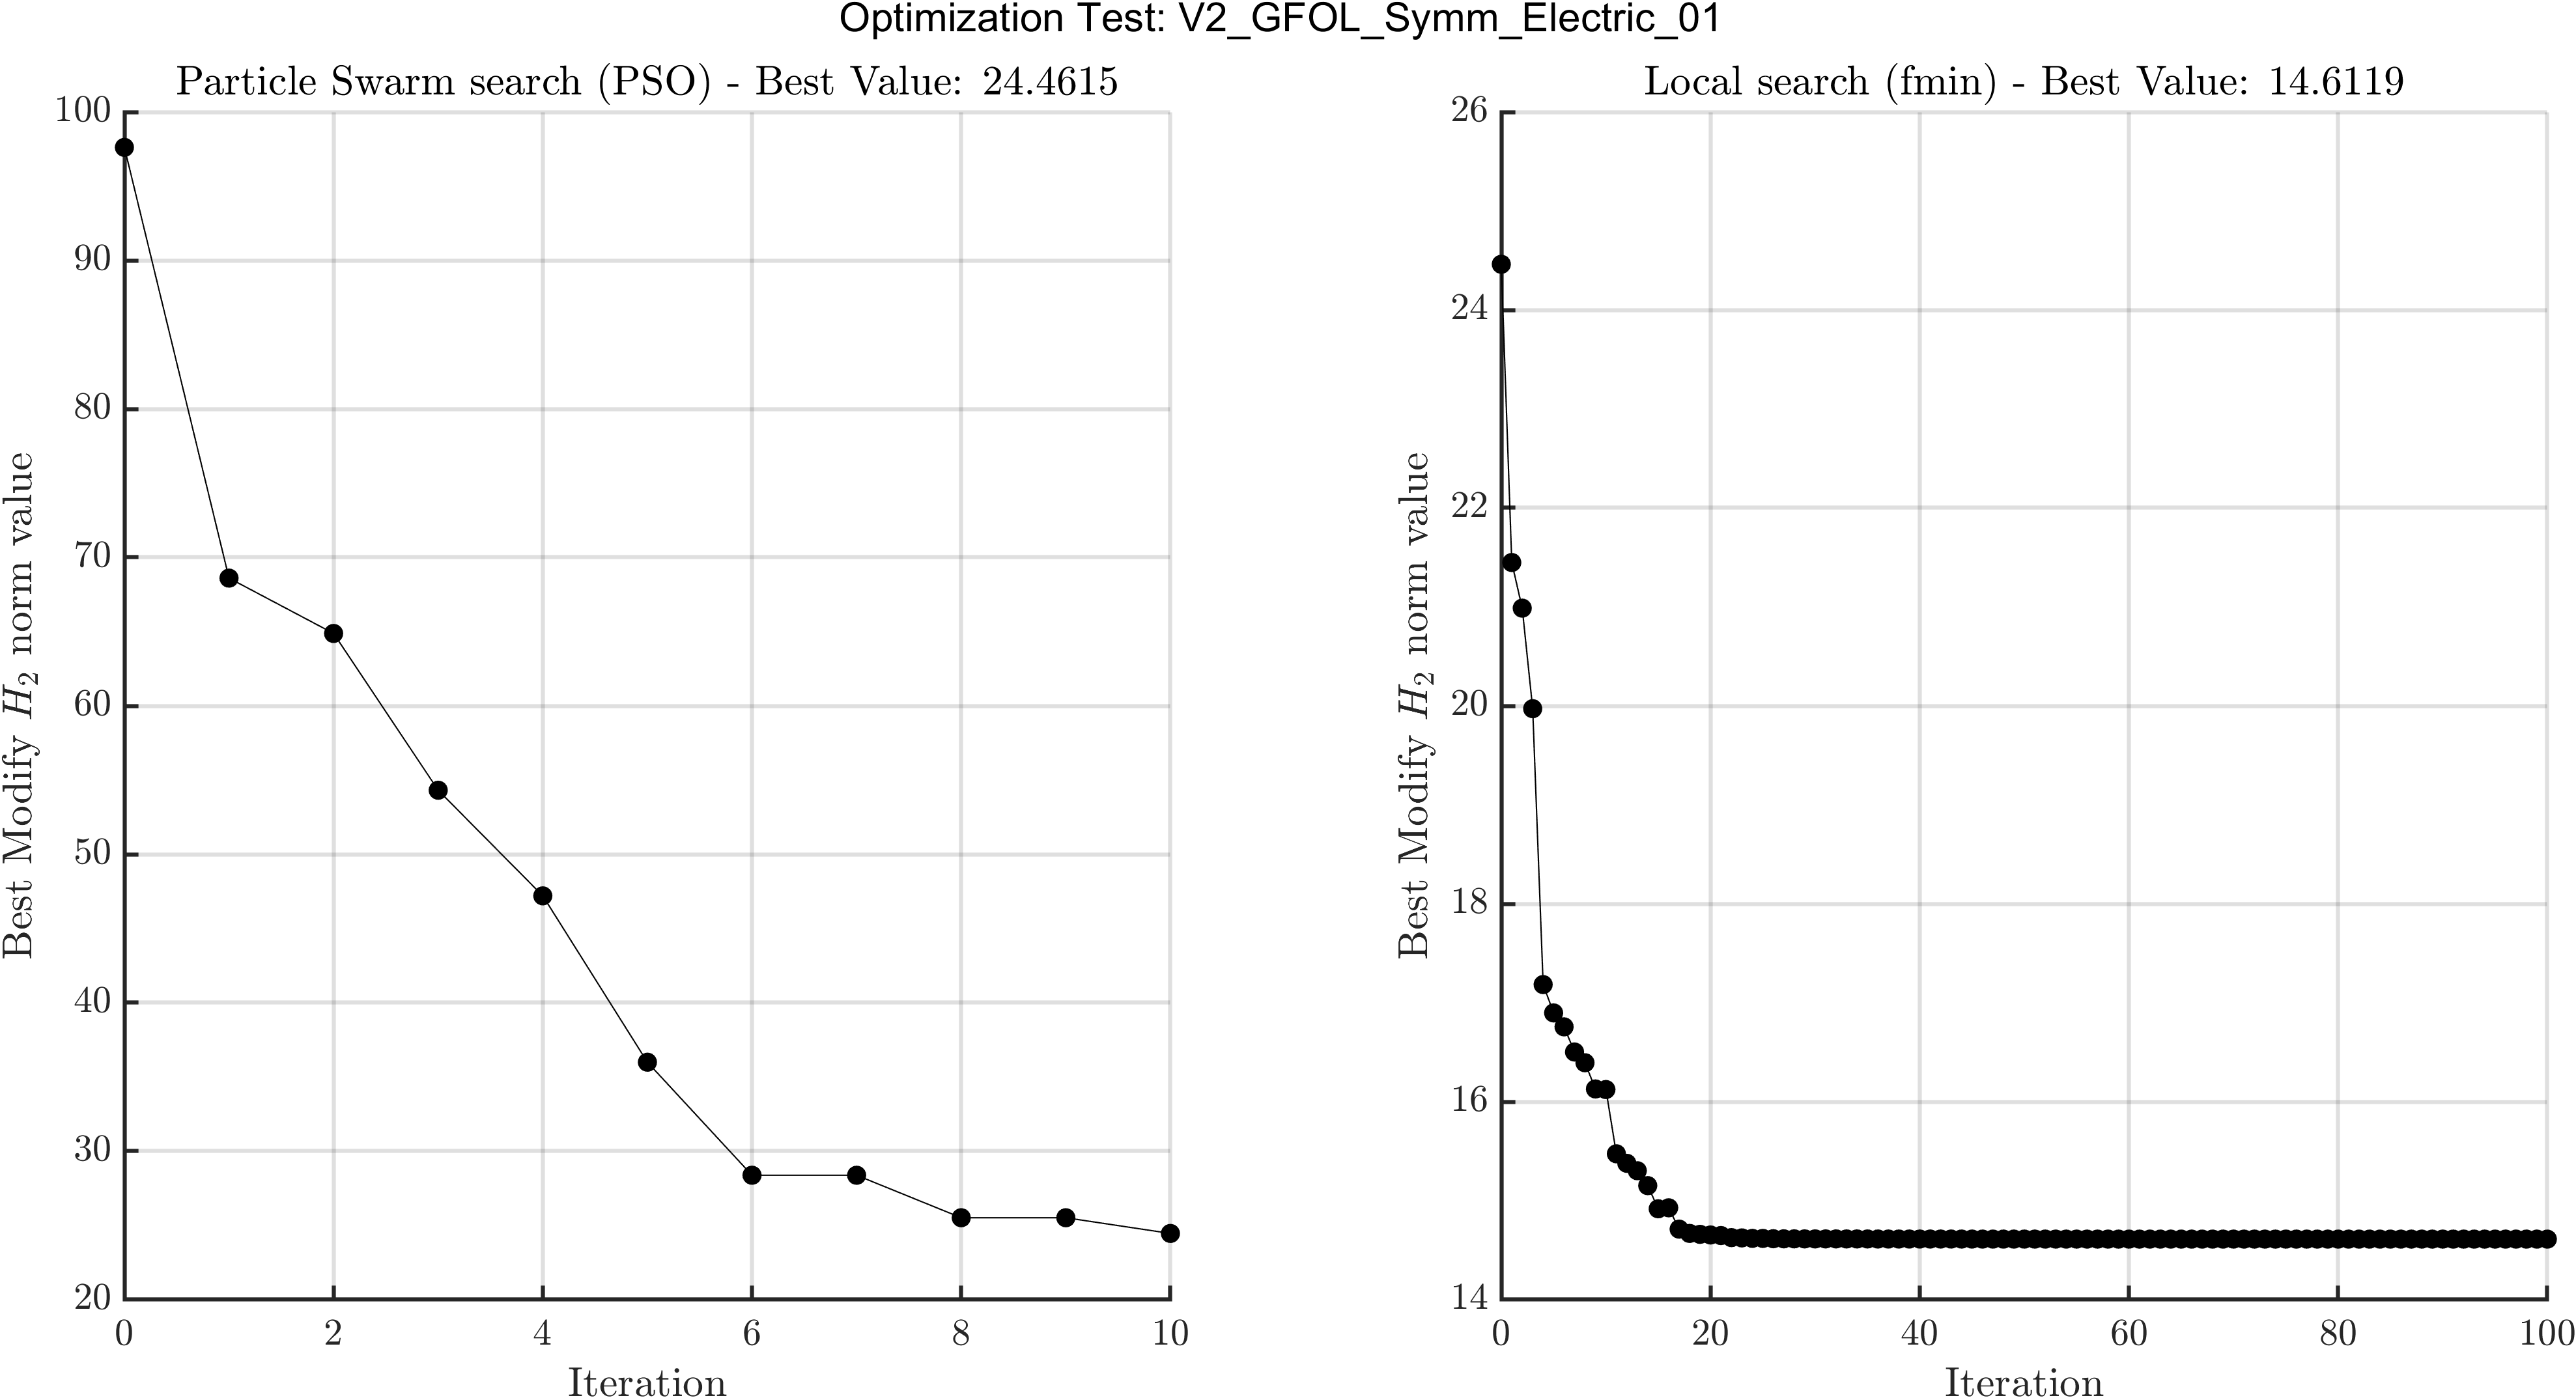 Optimization Test: V2_GFOL_Symm_Electric_01
Particle Swarm search (PSO) - Best Value: 24.4615
100
90
80
70
60
50
40
30
20
Best Modify H2 norm value
0 2 4 6 8 10
Iteration
Local search (fmin) - Best Value: 14.6119
26
24
22
20
18
16
14
Best Modify H2 norm value
0 20 40 60 80 100
Iteration